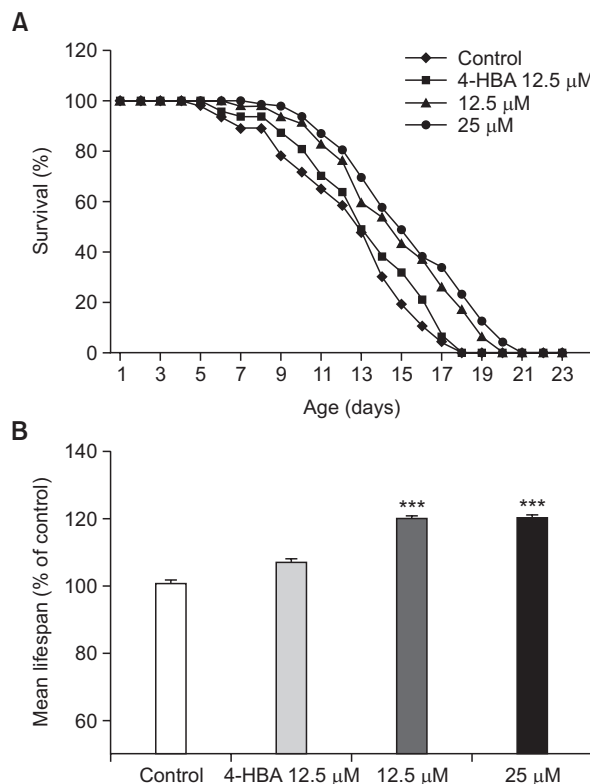 A
120
100
80
60
40
20
0
Survival (%)
Control
4-HBA 12.5 μM
12.5 μM
25 μM
1 3 5 7 9 11 13 15 17 19 21 23
Age (days)
B
140
120
100
80
60
Mean lifespan (% of control)
*** ***
Control 4-HBA 12.5 μM 12.5 μM 25 μM